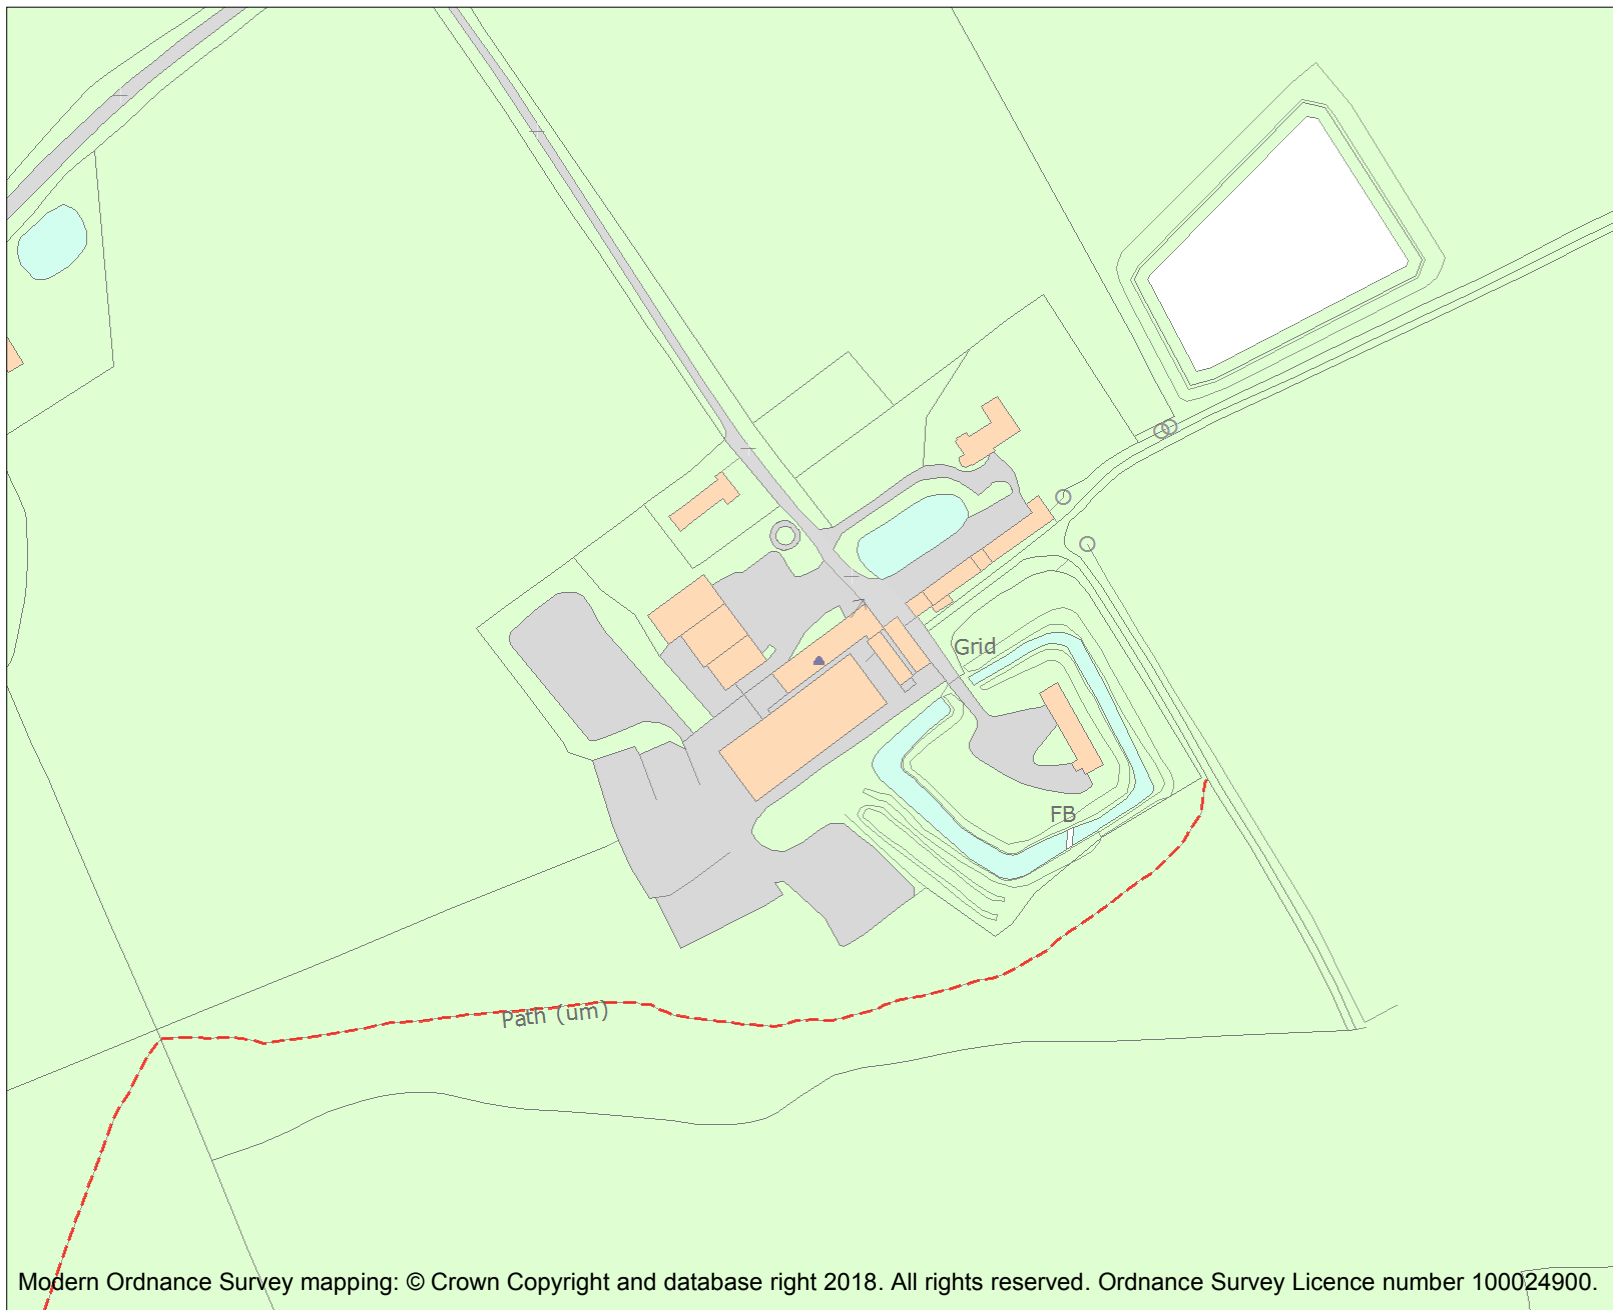 Grid
FB
Path (um)
Modern Ordnance Survey mapping: © Crown Copyright and database right 2018. All rights reserved. Ordnance Survey Licence number 100024900.